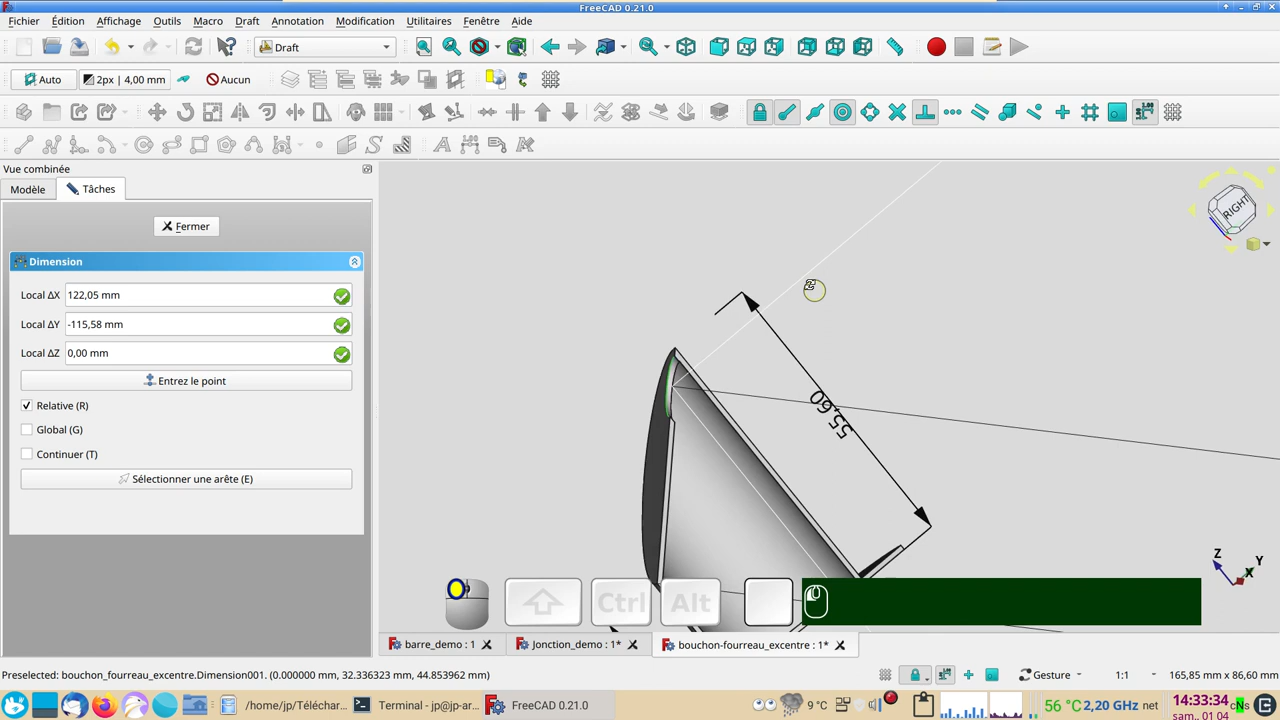 FreeCAD 0.21.0
Fichier Édition Affichage Outils Macro Draft Annotation Modification Utilitaires Fenêtre Aide
Draft
Auto 2px | 4,00 mm Aucun
Vue combinée
Modèle Tâches
Fermer
Dimension
Local ΔX 122,05 mm
Local ΔY -115,58 mm
Local ΔZ 0,00 mm
Entrez le point
Relative (R)
Global (G)
Continuer (T)
Sélectionner une arête (E)
RIGHT
55,60
Z Y X
Ctrl Alt
barre_demo : 1 Jonction_demo : 1* bouchon-fourreau_excentre : 1*
Preselected: bouchon_fourreau_excentre.Dimension001. (0.000000 mm, 32.336323 mm, 44.853962 mm) Gesture 1:1 165,85 mm x 86,60 mm
/home/jp/Téléchar... Terminal - jp@jp-ar... FreeCAD 0.21.0 9 °C 56 °C 2,20 GHz net 14:33:34 cNs
sam.. 01 04